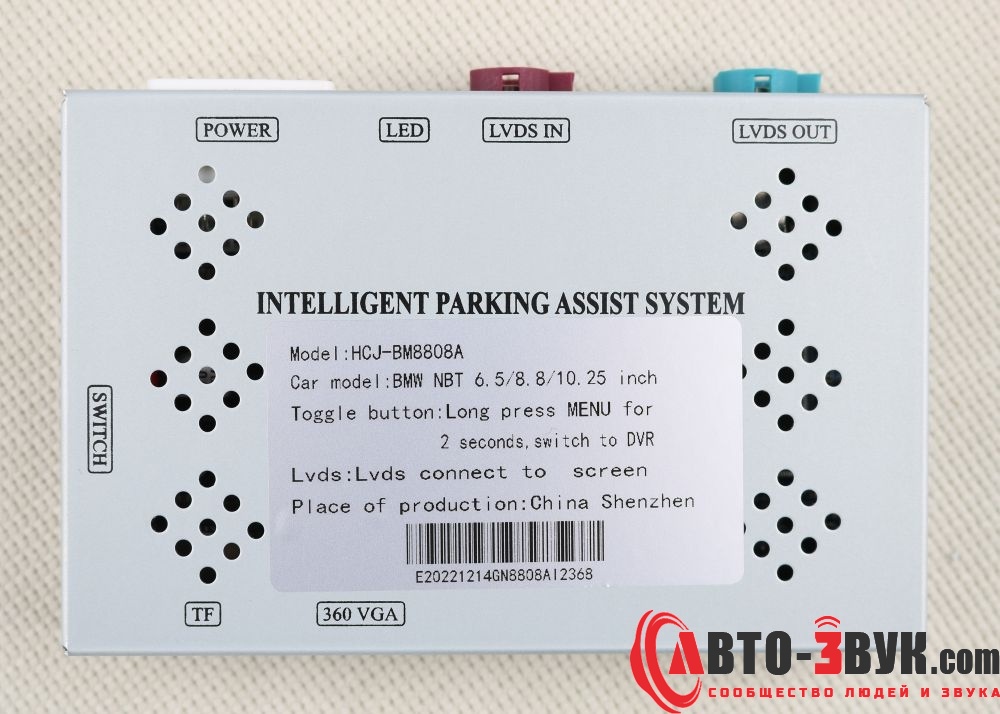 POWER
LED
LVDS IN
LVDS OUT
INTELLIGENT PARKING ASSIST SYSTEM
Model:HCJ-BM8808A
Car model:BMW NBT 6.5/8.8/10.25 inch
Toggle button:Long press MENU for
2 seconds,switch to DVR
Lvds:Lvds connect to screen
Place of production:China Shenzhen
E20221214GN8808AI2368
SWITCH
TF
360 VGA
АВТО-ЗВУК.com
СООБЩЕСТВО ЛЮДЕЙ И ЗВУКА